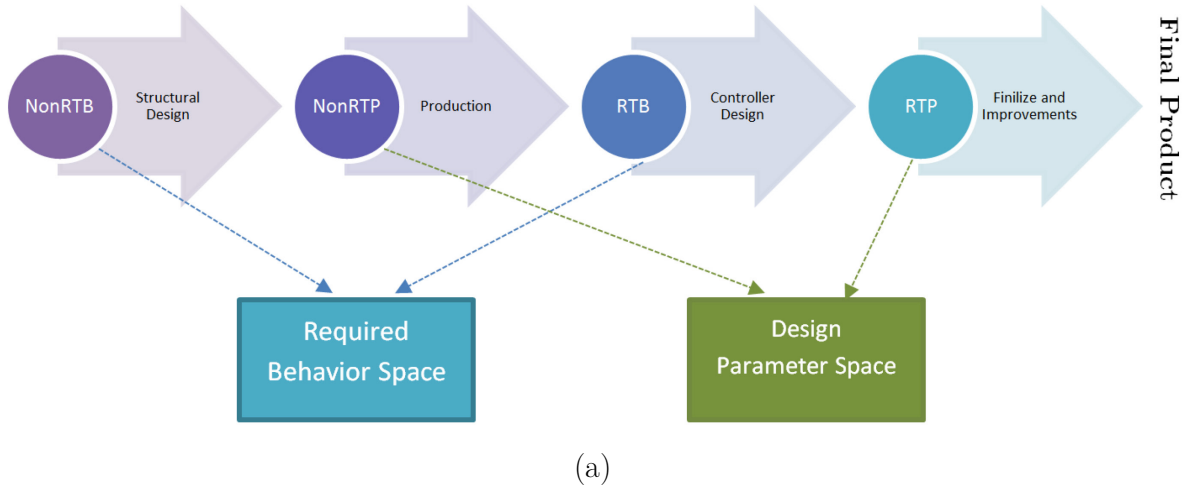 NonRTB
Structural
Design
NonRTP
Production
RTB
Controller
Design
RTP
Finilize and
Improvements
Final Product
Required
Behavior Space
Design
Parameter Space
(a)